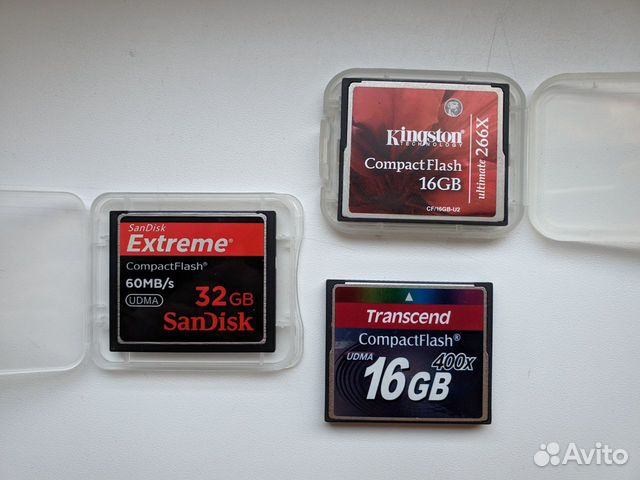 Kingston
TECHNOLOGY
CompactFlash
16GB
ultimate 266X
CF/16GB-U2
SanDisk
Extreme®
CompactFlash®
60MB/s
UDMA
32GB
SanDisk
Transcend
CompactFlash®
UDMA
400x
16GB
Avito